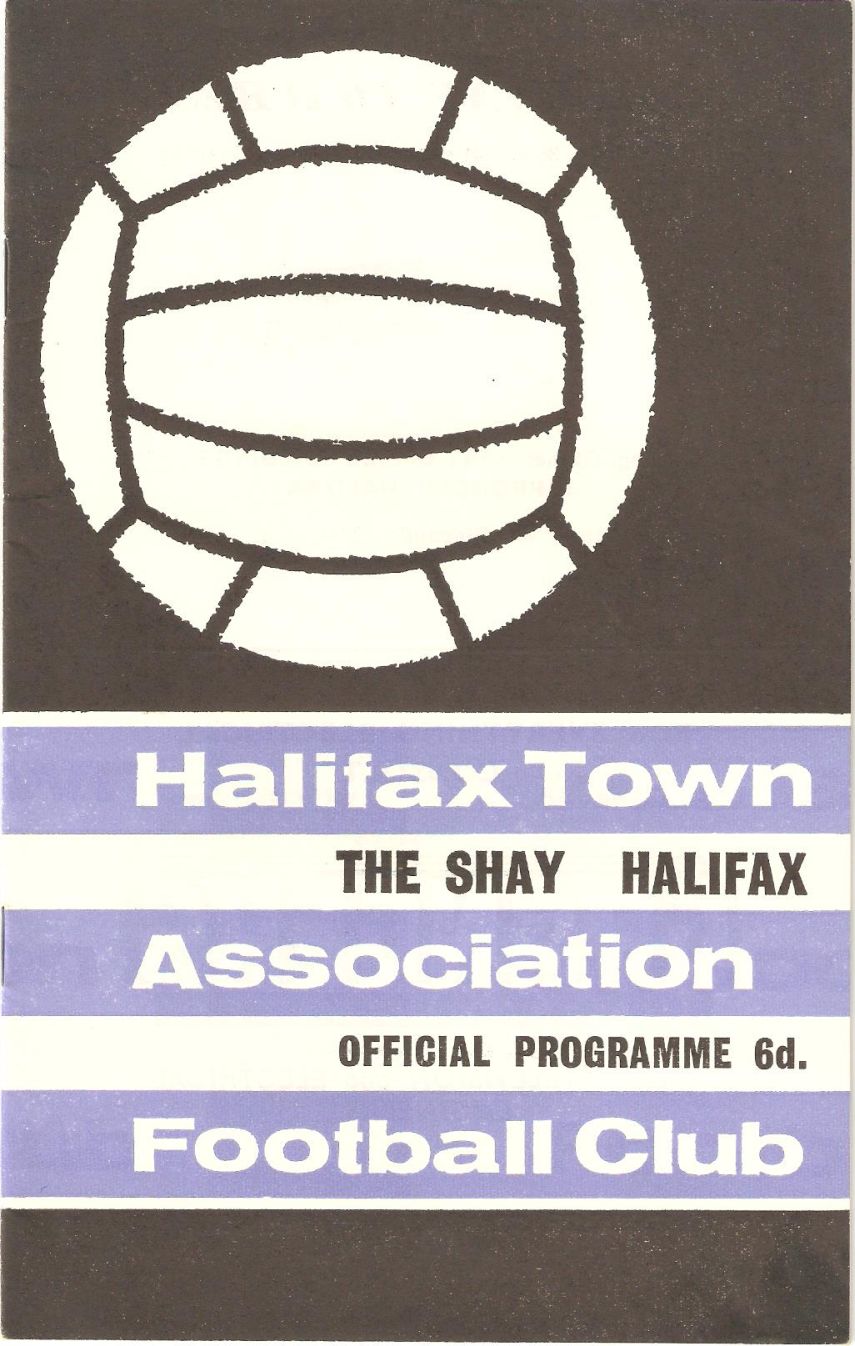 Halifax Town
THE SHAY HALIFAX
Association
OFFICIAL PROGRAMME 6d.
Football Club